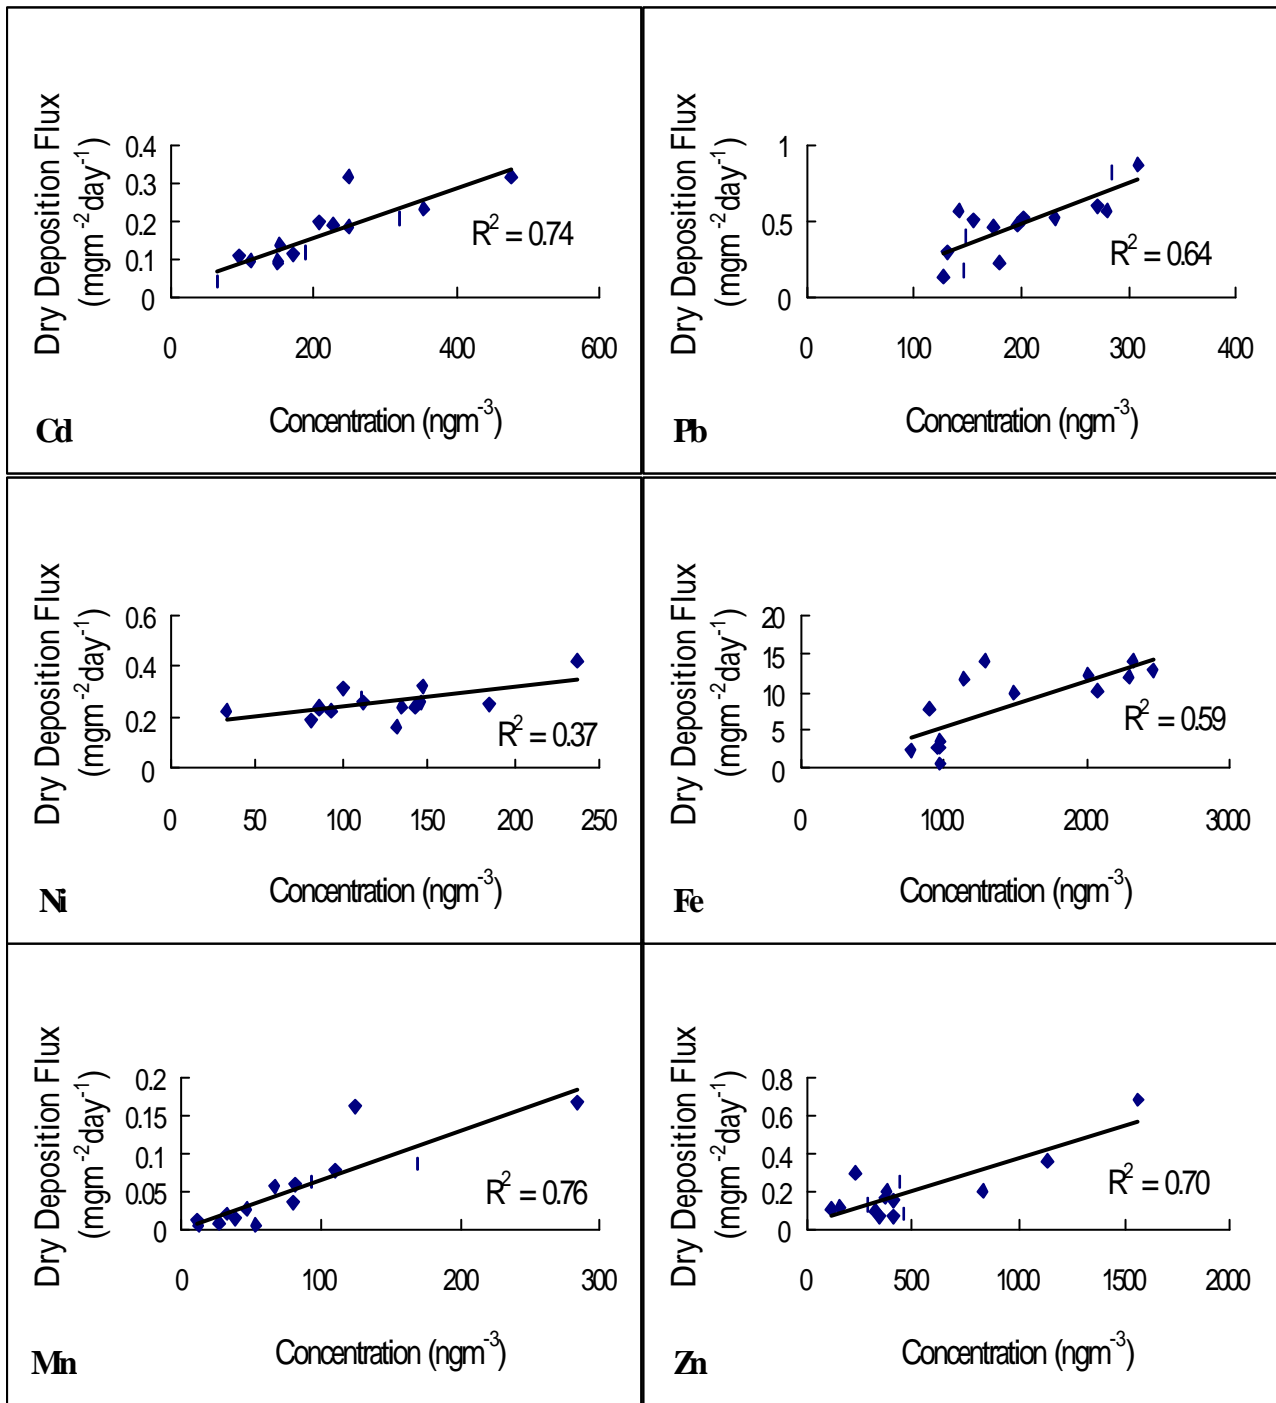 Dry Deposition Flux
(mgm⁻²day⁻¹)
0.4
0.3
0.2
0.1
0
R² = 0.74
0 200 400 600
Concentration (ngm⁻³)
Cd
Dry Deposition Flux
(mgm⁻²day⁻¹)
1
0.5
0
R² = 0.64
0 100 200 300 400
Concentration (ngm⁻³)
Pb
Dry Deposition Flux
(mgm⁻²day⁻¹)
0.6
0.4
0.2
0
R² = 0.37
0 50 100 150 200 250
Concentration (ngm⁻³)
Ni
Dry Deposition Flux
(mgm⁻²day⁻¹)
20
15
10
5
0
R² = 0.59
0 1000 2000 3000
Concentration (ngm⁻³)
Fe
Dry Deposition Flux
(mgm⁻²day⁻¹)
0.2
0.15
0.1
0.05
0
R² = 0.76
0 100 200 300
Concentration (ngm⁻³)
Mn
Dry Deposition Flux
(mgm⁻²day⁻¹)
0.8
0.6
0.4
0.2
0
R² = 0.70
0 500 1000 1500 2000
Concentration (ngm⁻³)
Zn